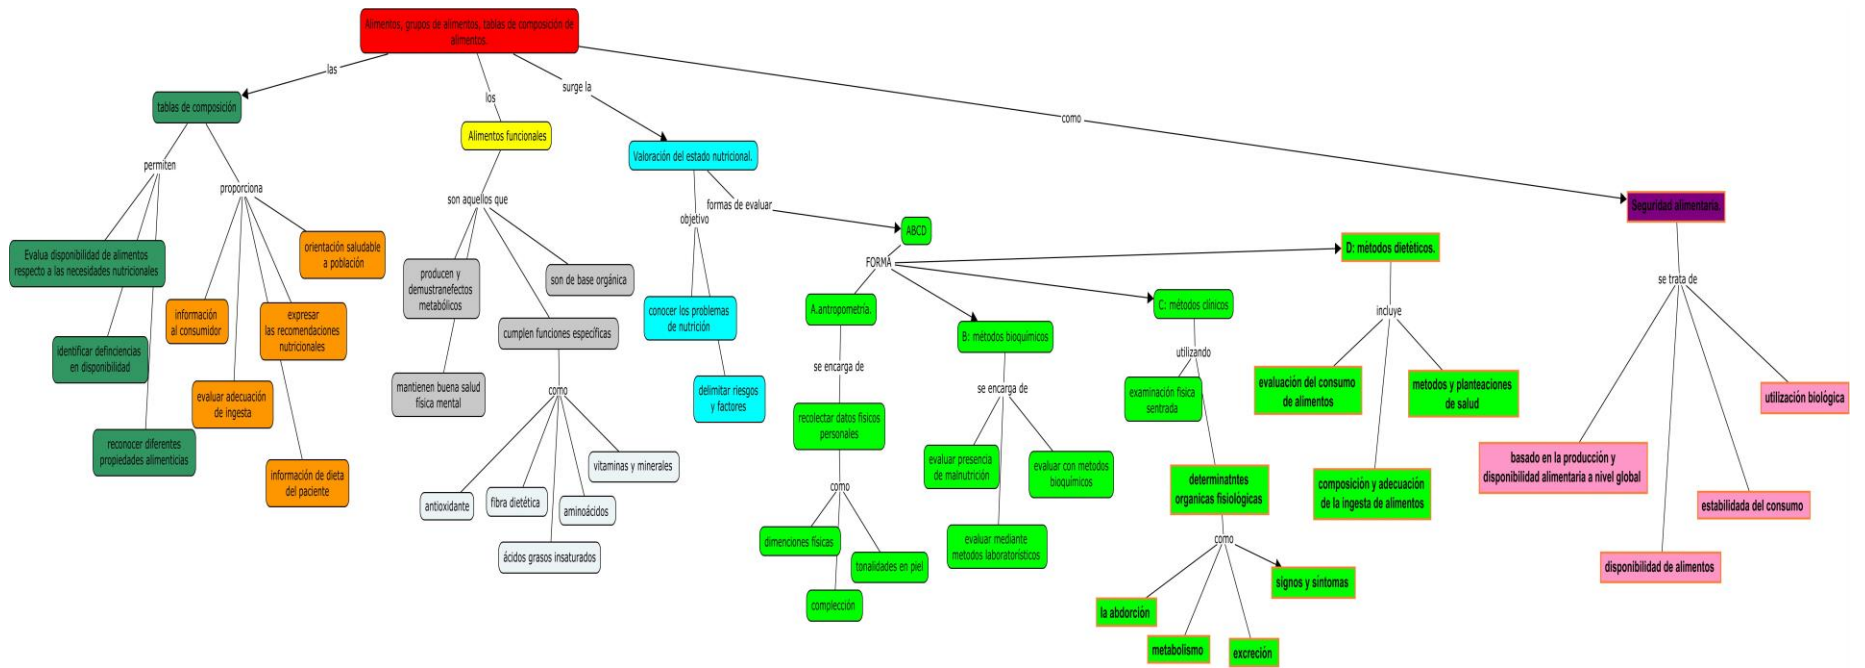 Alimentos, grupos de alimentos, tablas de composición de
alimentos.
las
los
surge la
como
tablas de composición
permiten
proporciona
Evalua disponibilidad de alimentos
respecto a las necesidades nutricionales
identificar definciencias
en disponibilidad
reconocer diferentes
propiedades alimenticias
orientación saludable
a población
información
al consumidor
expresar
las recomendaciones
nutricionales
evaluar adecuación
de ingesta
información de dieta
del paciente
Alimentos funcionales
son aquellos que
producen y
demustranefectos
metabólicos
son de base orgánica
cumplen funciones específicas
mantienen buena salud
física mental
como
antioxidante
fibra dietética
vitaminas y minerales
aminoácidos
ácidos grasos insaturados
Valoración del estado nutricional.
objetivo
formas de evaluar
conocer los problemas
de nutrición
delimitar riesgos
y factores
ABCD
FORMA
A.antropometría.
se encarga de
recolectar datos físicos
personales
como
dimenciones físicas
tonalidades en piel
complección
B: métodos bioquímicos
se encarga de
evaluar presencia
de malnutrición
evaluar con metodos
bioquímicos
evaluar mediante
metodos laboratorísticos
C: métodos clínicos
utilizando
examinación física
sentrada
determinatntes
organicas fisiológicas
como
signos y sintomas
la abdorción
metabolismo
excreción
D: métodos dietéticos.
incluye
evaluación del consumo
de alimentos
metodos y planteaciones
de salud
composición y adecuación
de la ingesta de alimentos
Seguridad alimentaria.
se trata de
utilización biológica
basado en la producción y
disponibilidad alimentaria a nivel global
estabilidada del consumo
disponibilidad de alimentos